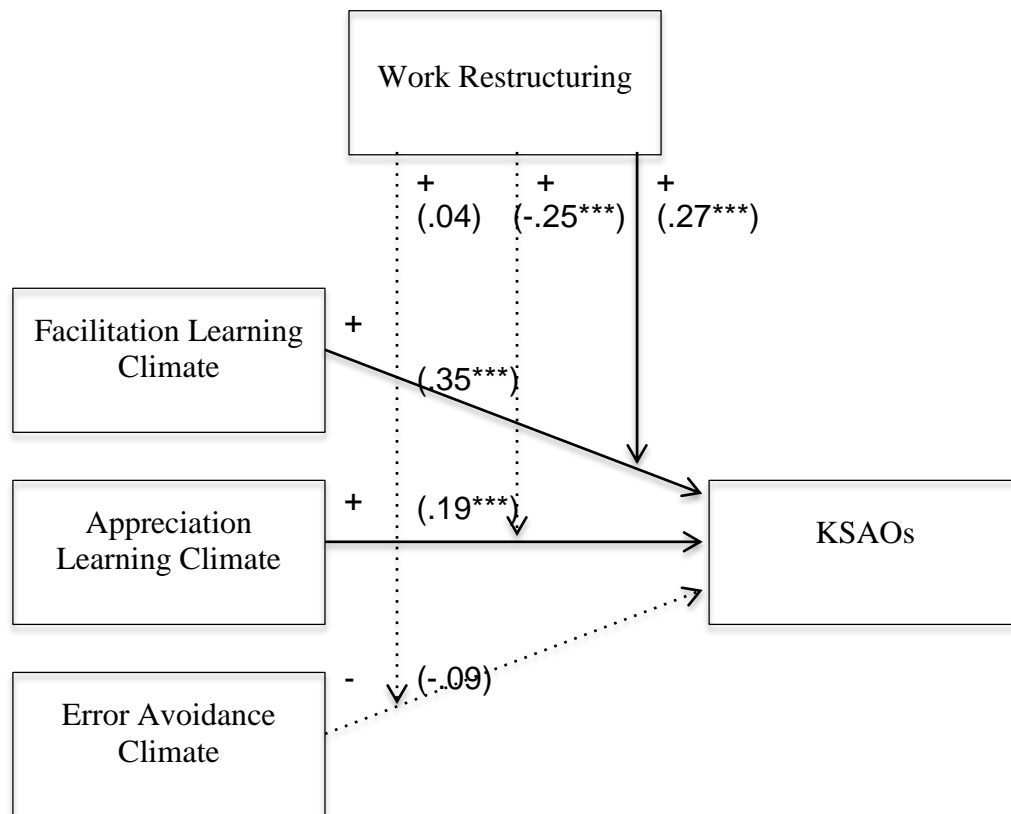 Work Restructuring
+ + +
(.04) (-.25***) (.27***)
Facilitation Learning
Climate
+
(.35***)
Appreciation
Learning Climate
+ (.19***)
KSAOs
Error Avoidance
Climate
- (-.09)